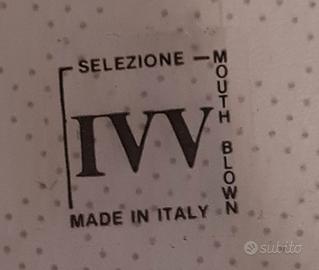 SELEZIONE
MOUTH BLOWN
IVV
MADE IN ITALY
subito